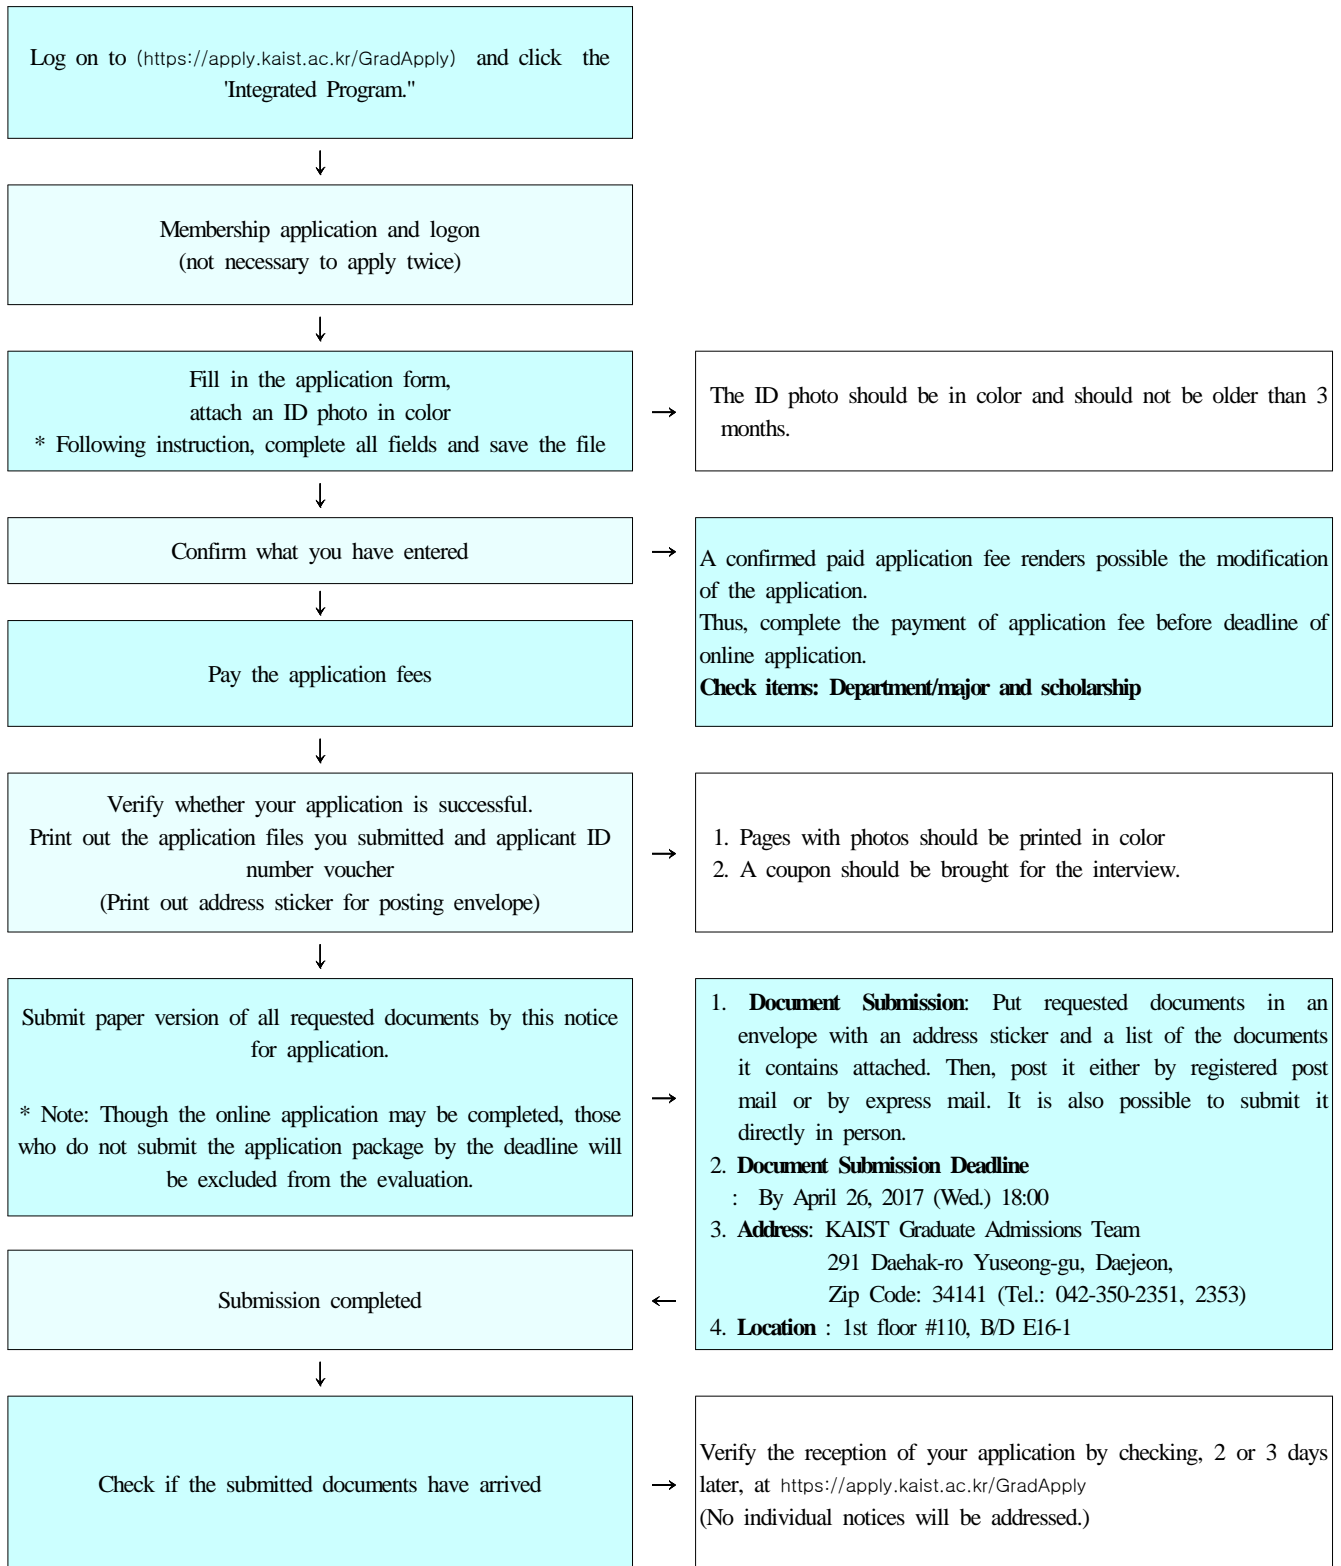 Log on to (https://apply.kaist.ac.kr/GradApply) and click the
'Integrated Program."
↓
Membership application and logon
(not necessary to apply twice)
↓
Fill in the application form,
attach an ID photo in color
* Following instruction, complete all fields and save the file
→
The ID photo should be in color and should not be older than 3
months.
↓
Confirm what you have entered
→
↓
Pay the application fees
A confirmed paid application fee renders possible the modification
of the application.
Thus, complete the payment of application fee before deadline of
online application.
Check items: Department/major and scholarship
↓
Verify whether your application is successful.
Print out the application files you submitted and applicant ID
number voucher
(Print out address sticker for posting envelope)
→
1. Pages with photos should be printed in color
2. A coupon should be brought for the interview.
↓
Submit paper version of all requested documents by this notice
for application.
* Note: Though the online application may be completed, those
who do not submit the application package by the deadline will
be excluded from the evaluation.
→
1. Document Submission: Put requested documents in an
envelope with an address sticker and a list of the documents
it contains attached. Then, post it either by registered post
mail or by express mail. It is also possible to submit it
directly in person.
2. Document Submission Deadline
: By April 26, 2017 (Wed.) 18:00
3. Address: KAIST Graduate Admissions Team
291 Daehak-ro Yuseong-gu, Daejeon,
Zip Code: 34141 (Tel.: 042-350-2351, 2353)
4. Location : 1st floor #110, B/D E16-1
Submission completed
←
↓
Check if the submitted documents have arrived
→
Verify the reception of your application by checking, 2 or 3 days
later, at https://apply.kaist.ac.kr/GradApply
(No individual notices will be addressed.)